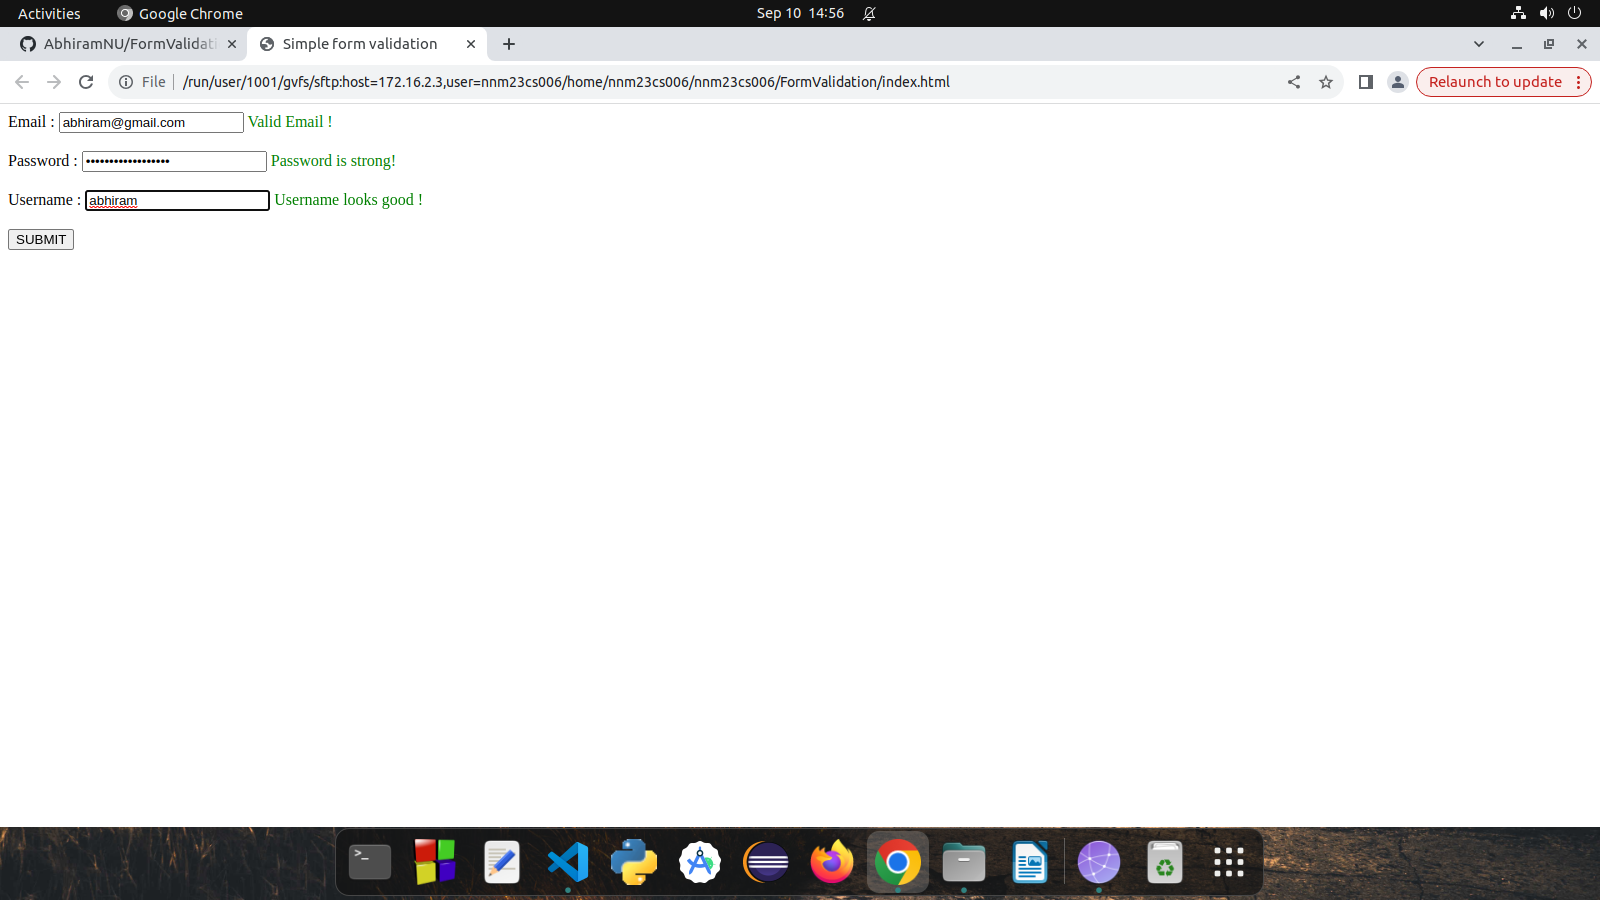 Activities
Google Chrome
Sep 10 14:56
AbhiramNU/FormValidati
Simple form validation
File
/run/user/1001/gvfs/sftp:host=172.16.2.3,user=nnm23cs006/home/nnm23cs006/nnm23cs006/FormValidation/index.html
Relaunch to update
Email : abhiram@gmail.com Valid Email !
Password : •••••••••••••••••• Password is strong!
Username : abhiram Username looks good !
SUBMIT
>_